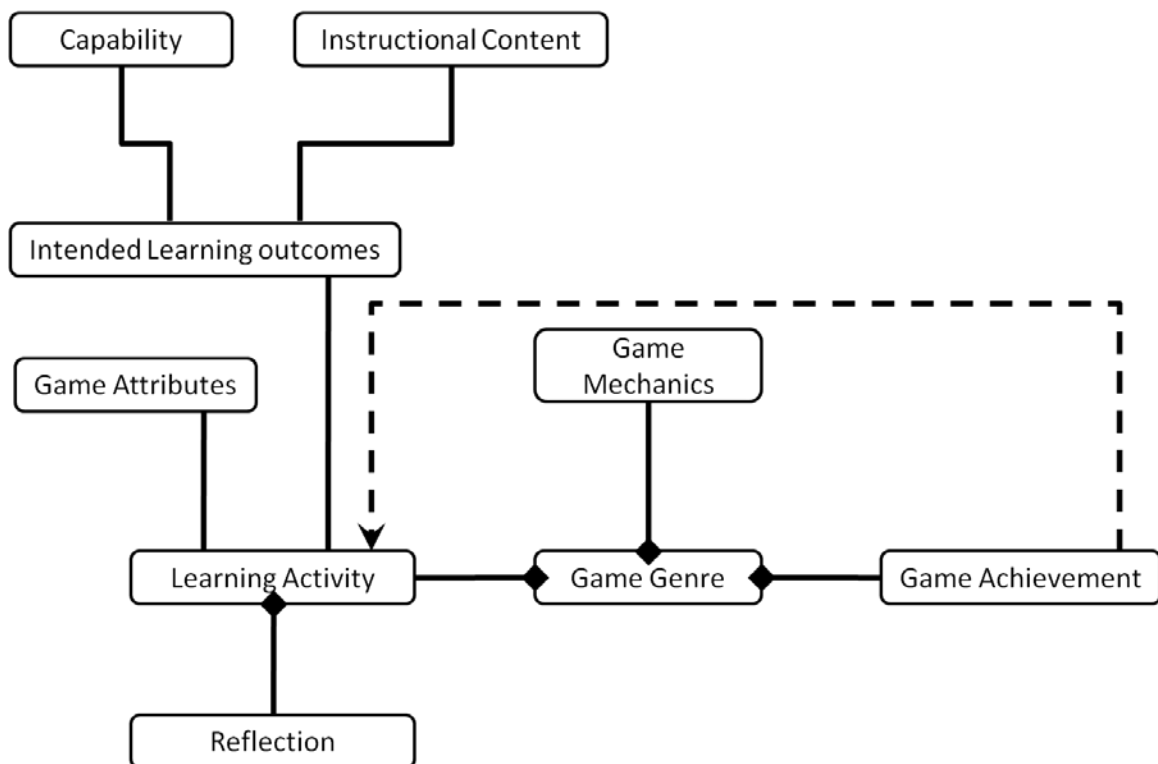 Capability
Instructional Content
Intended Learning outcomes
Game Attributes
Game
Mechanics
Learning Activity
Game Genre
Game Achievement
Reflection